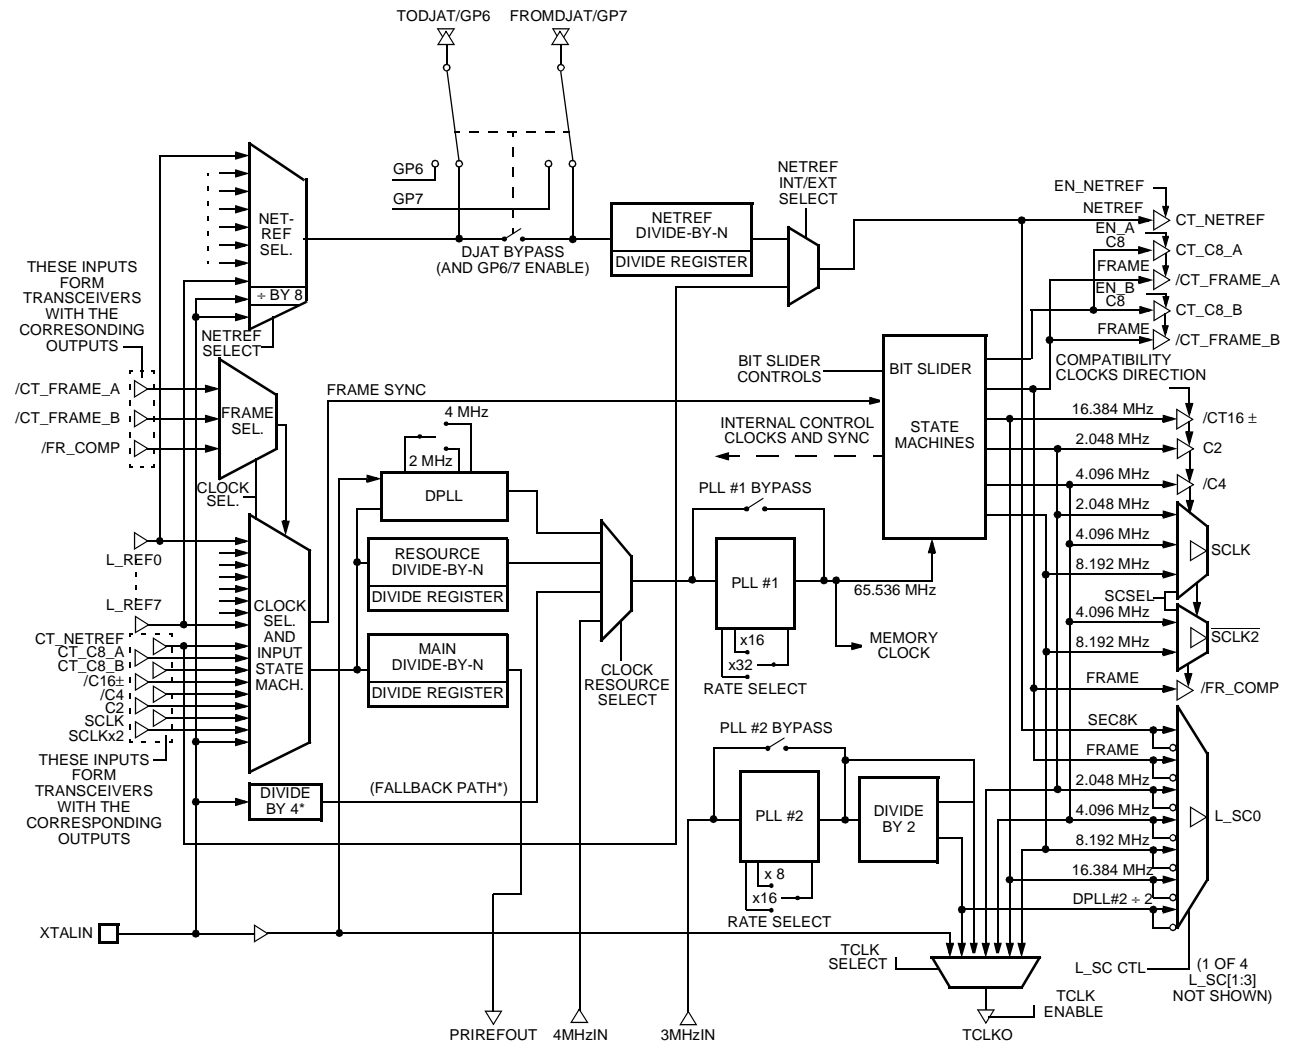 TODJAT/GP6
FROMDJAT/GP7
GP6
GP7
NET-
REF
SEL.
÷ BY 8
NETREF
SELECT
DJAT BYPASS
(AND GP6/7 ENABLE)
NETREF
DIVIDE-BY-N
DIVIDE REGISTER
NETREF
INT/EXT
SELECT
EN_NETREF
NETREF
CT_NETREF
EN_A
C8
CT_C8_A
FRAME
/CT_FRAME_A
EN_B
C8
CT_C8_B
FRAME
/CT_FRAME_B
THESE INPUTS
FORM
TRANSCEIVERS
WITH THE
CORRESONDING
OUTPUTS
/CT_FRAME_A
/CT_FRAME_B
/FR_COMP
FRAME
SEL.
CLOCK
SEL.
FRAME SYNC
4 MHz
2 MHz
DPLL
RESOURCE
DIVIDE-BY-N
DIVIDE REGISTER
MAIN
DIVIDE-BY-N
DIVIDE REGISTER
BIT SLIDER
CONTROLS
BIT SLIDER
STATE
MACHINES
INTERNAL CONTROL
CLOCKS AND SYNC
PLL #1 BYPASS
PLL #1
x16
x32
RATE SELECT
65.536 MHz
MEMORY
CLOCK
CLOCK
RESOURCE
SELECT
COMPATIBILITY
CLOCKS DIRECTION
16.384 MHz
/CT16 ±
2.048 MHz
C2
4.096 MHz
/C4
2.048 MHz
4.096 MHz
8.192 MHz
SCLK
SCSEL
4.096 MHz
8.192 MHz
SCLK2
FRAME
/FR_COMP
L_REF0
L_REF7
CT_NETREF
CT_C8_A
CT_C8_B
/C16±
/C4
C2
SCLK
SCLKx2
CLOCK
SEL.
AND
INPUT
STATE
MACH.
THESE INPUTS
FORM
TRANSCEIVERS
WITH THE
CORRESPONDING
OUTPUTS
DIVIDE
BY 4*
(FALLBACK PATH*)
PLL #2 BYPASS
PLL #2
x 8
x16
RATE SELECT
DIVIDE
BY 2
SEC8K
FRAME
2.048 MHz
4.096 MHz
8.192 MHz
16.384 MHz
DPLL#2 ÷ 2
L_SC0
L_SC CTL
(1 OF 4
L_SC[1:3]
NOT SHOWN)
XTALIN
TCLK
SELECT
TCLK
ENABLE
PRIREFOUT
4MHzIN
3MHzIN
TCLKO